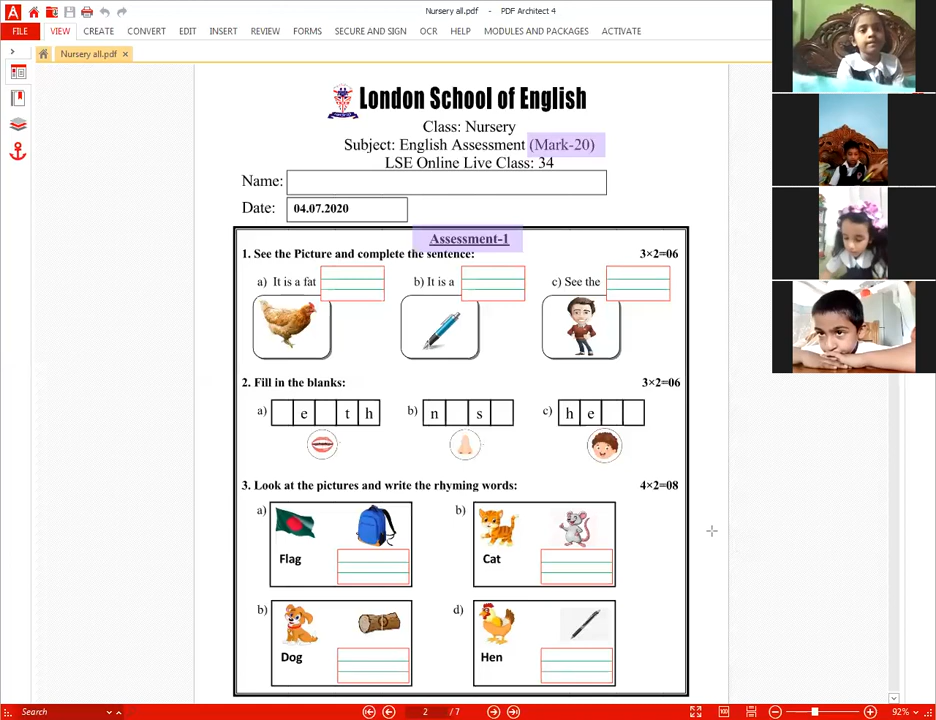 Nursery all.pdf - PDF Architect 4
FILE VIEW CREATE CONVERT EDIT INSERT REVIEW FORMS SECURE AND SIGN OCR HELP MODULES AND PACKAGES ACTIVATE
Nursery all.pdf ×
London School of English
Class: Nursery
Subject: English Assessment (Mark-20)
LSE Online Live Class: 34
Name:
Date: 04.07.2020
Assessment-1
1. See the Picture and complete the sentence: 3×2=06
a) It is a fat b) It is a c) See the
2. Fill in the blanks: 3×2=06
a) e t h b) n s c) h e
3. Look at the pictures and write the rhyming words: 4×2=08
a) b)
Flag Cat
b) d)
Dog Hen
Search 2 / 7 92%